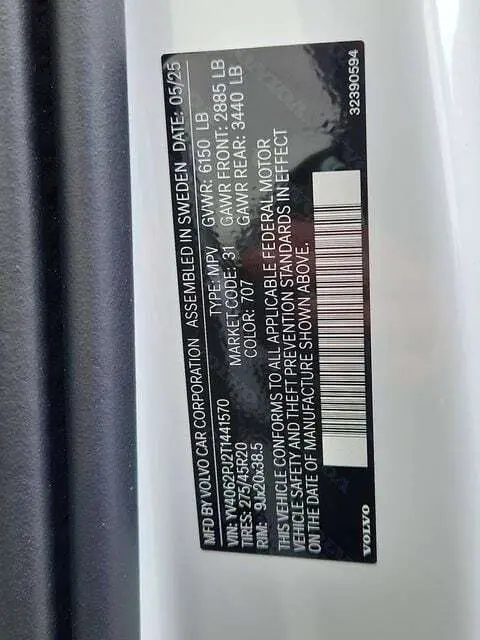 MFD BY VOLVO CAR CORPORATION ASSEMBLED IN SWEDEN DATE: 05/25
VIN: YV4062PJ2T1441570 TYPE: MPV GVWR: 6150 LB
TIRES: 275/45R20 MARKET CODE: 31 GAWR FRONT: 2885 LB
RIM: 9Jx20x38.5 COLOR: 707 GAWR REAR: 3440 LB
THIS VEHICLE CONFORMS TO ALL APPLICABLE FEDERAL MOTOR
VEHICLE SAFETY AND THEFT PREVENTION STANDARDS IN EFFECT
ON THE DATE OF MANUFACTURE SHOWN ABOVE.
VOLVO 32390594